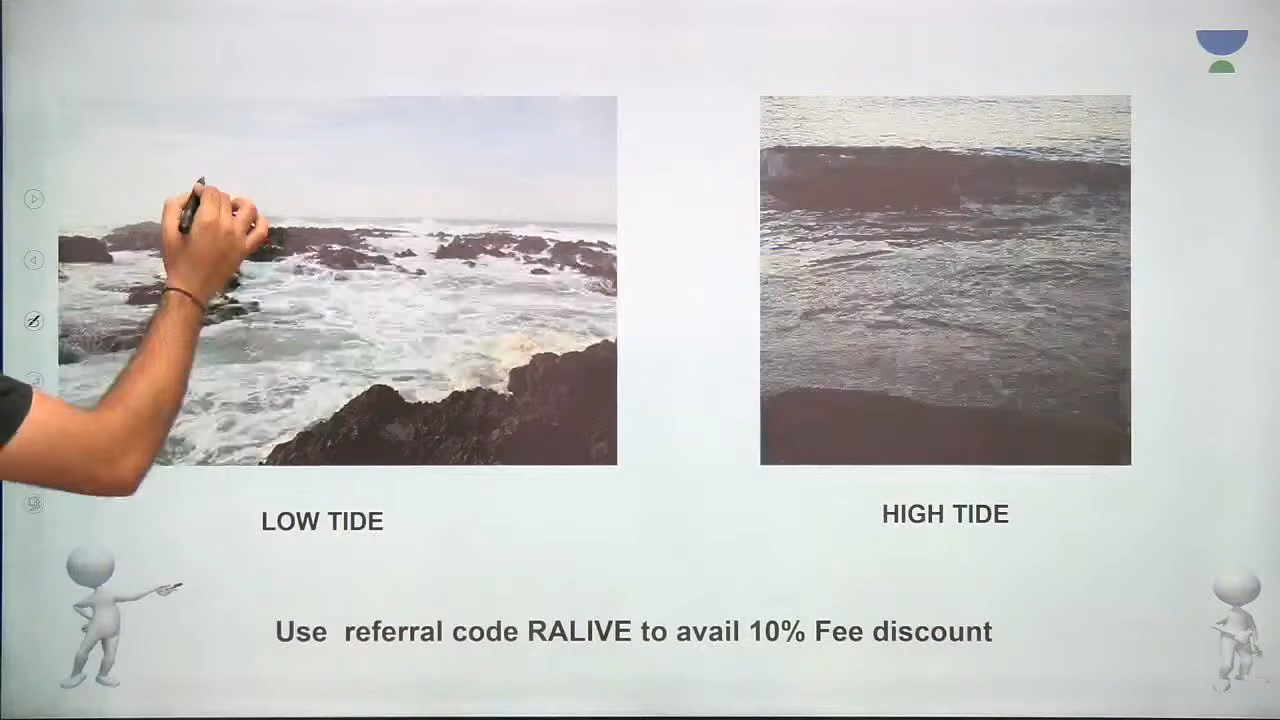 LOW TIDE
HIGH TIDE
Use referral code RALIVE to avail 10% Fee discount